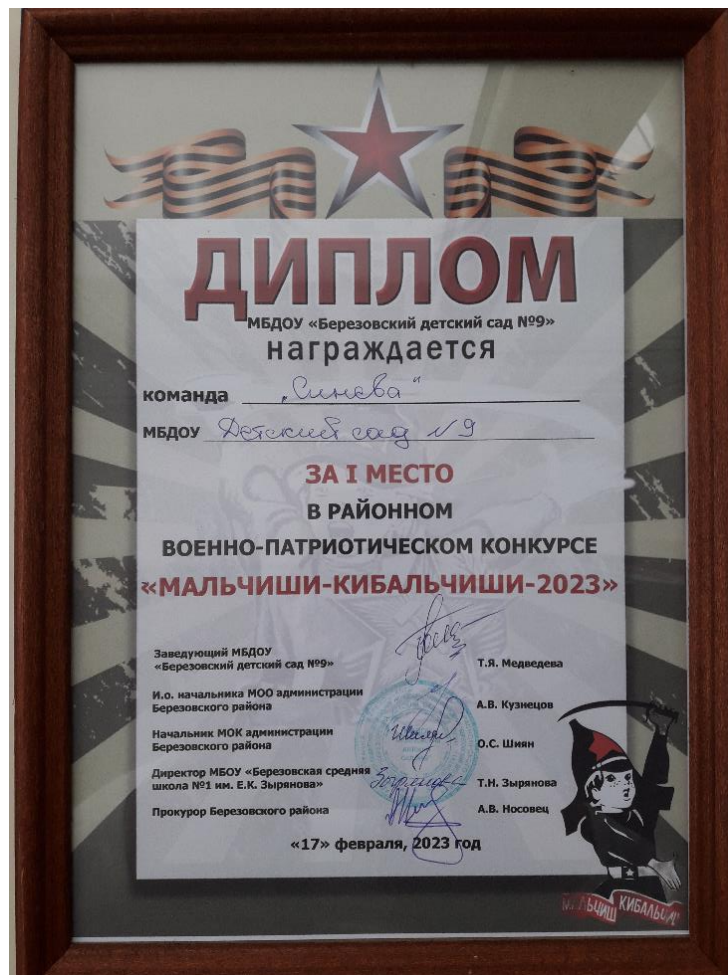 ДИПЛОМ
МБДОУ «Березовский детский сад №9»
награждается
команда „Синева"
МБДОУ Детский сад №9
ЗА I МЕСТО
В РАЙОННОМ
ВОЕННО-ПАТРИОТИЧЕСКОМ КОНКУРСЕ
«МАЛЬЧИШИ-КИБАЛЬЧИШИ-2023»
Заведующий МБДОУ
«Березовский детский сад №9» Т.Я. Медведева
И.о. начальника МОО администрации
Березовского района А.В. Кузнецов
Начальник МОК администрации
Березовского района О.С. Шиян
Директор МБОУ «Березовская средняя
школа №1 им. Е.К. Зырянова» Т.Н. Зырянова
Прокурор Березовского района А.В. Носовец
«17» февраля, 2023 год
МАЛЬЧИШ КИБАЛЬЧИШ